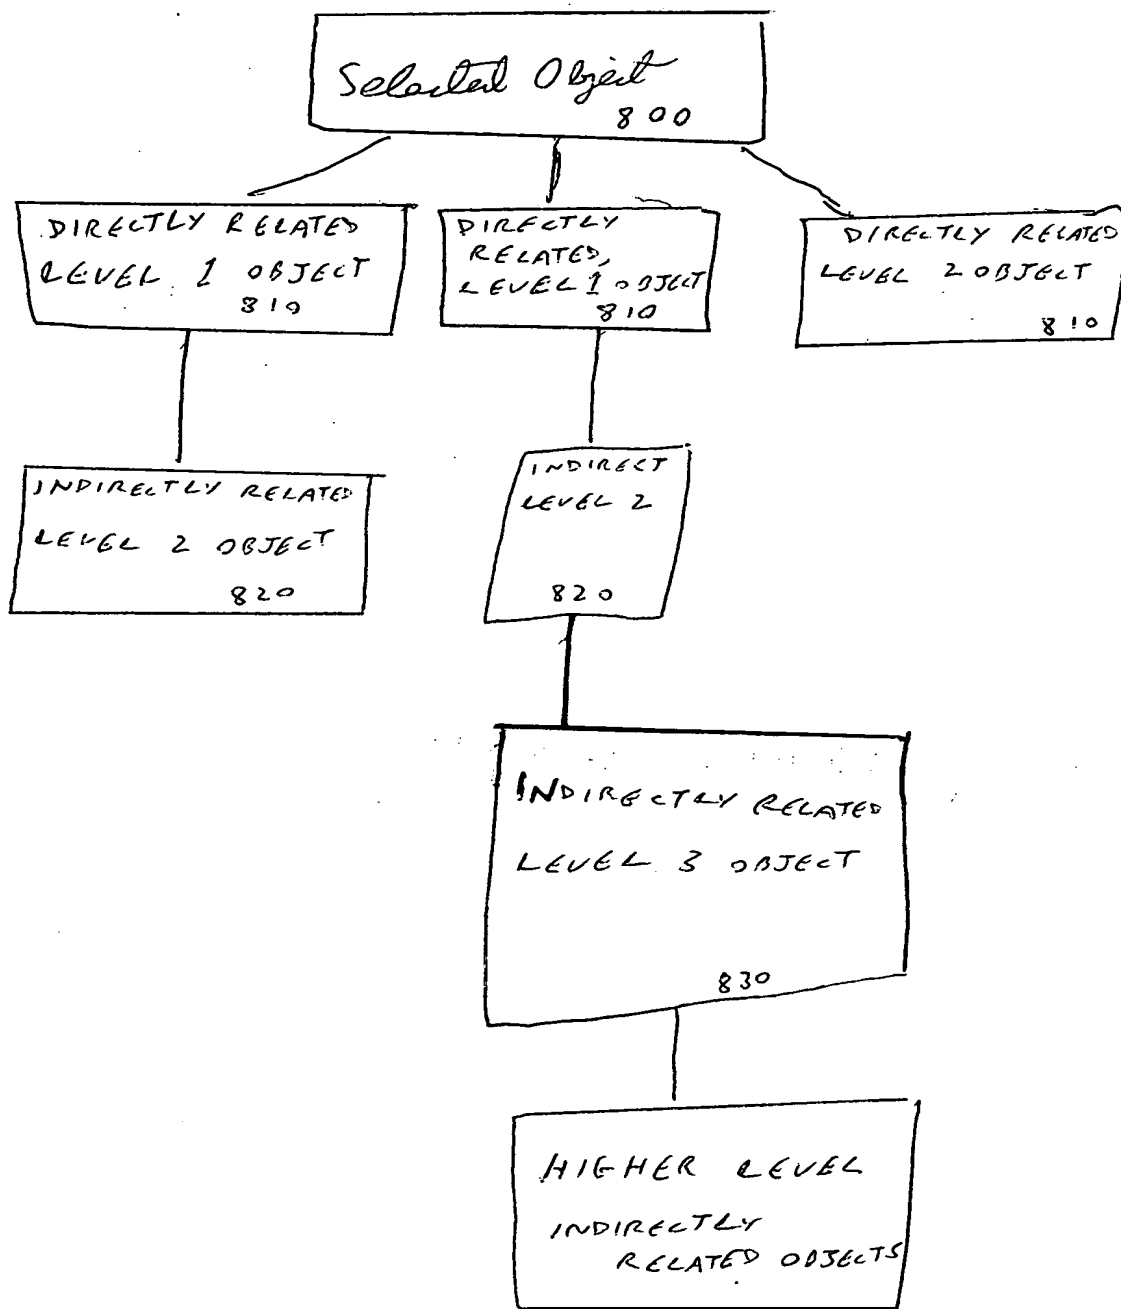 Selected Object
800
DIRECTLY RELATED
LEVEL 1 OBJECT
810
DIRECTLY
RELATED,
LEVEL 1 OBJECT
810
DIRECTLY RELATED
LEVEL 2 OBJECT
810
INDIRECTLY RELATED
LEVEL 2 OBJECT
820
INDIRECT
LEVEL 2
820
INDIRECTLY RELATED
LEVEL 3 OBJECT
830
HIGHER LEVEL
INDIRECTLY
RELATED OBJECTS